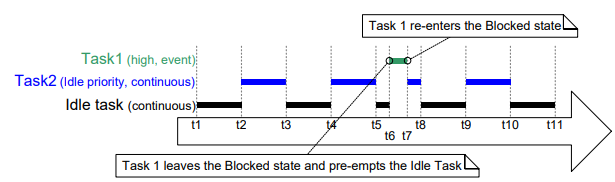 Task 1 re-enters the Blocked state
Task1 (high, event)
Task2 (Idle priority, continuous)
Idle task (continuous)
t1 t2 t3 t4 t5 t8 t9 t10 t11
t6 t7
Task 1 leaves the Blocked state and pre-empts the Idle Task